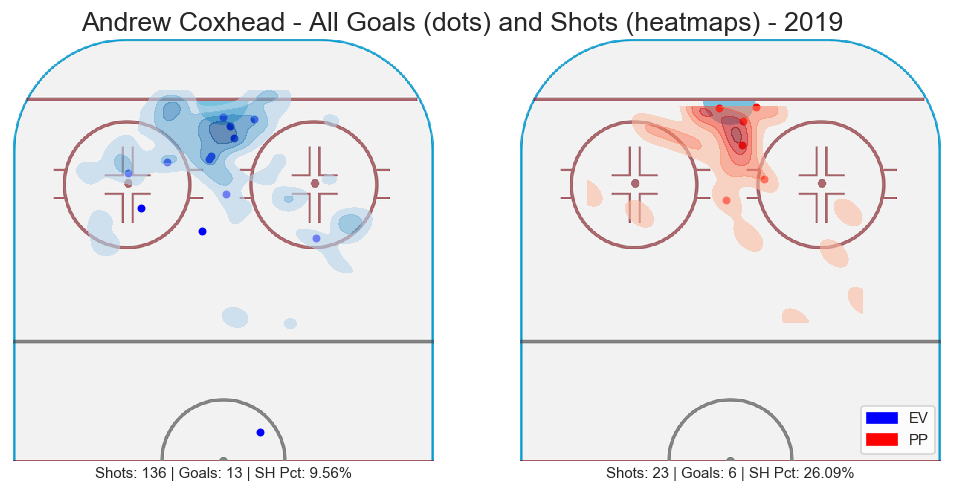 Andrew Coxhead - All Goals (dots) and Shots (heatmaps) - 2019
EV
PP
Shots: 136 | Goals: 13 | SH Pct: 9.56%
Shots: 23 | Goals: 6 | SH Pct: 26.09%